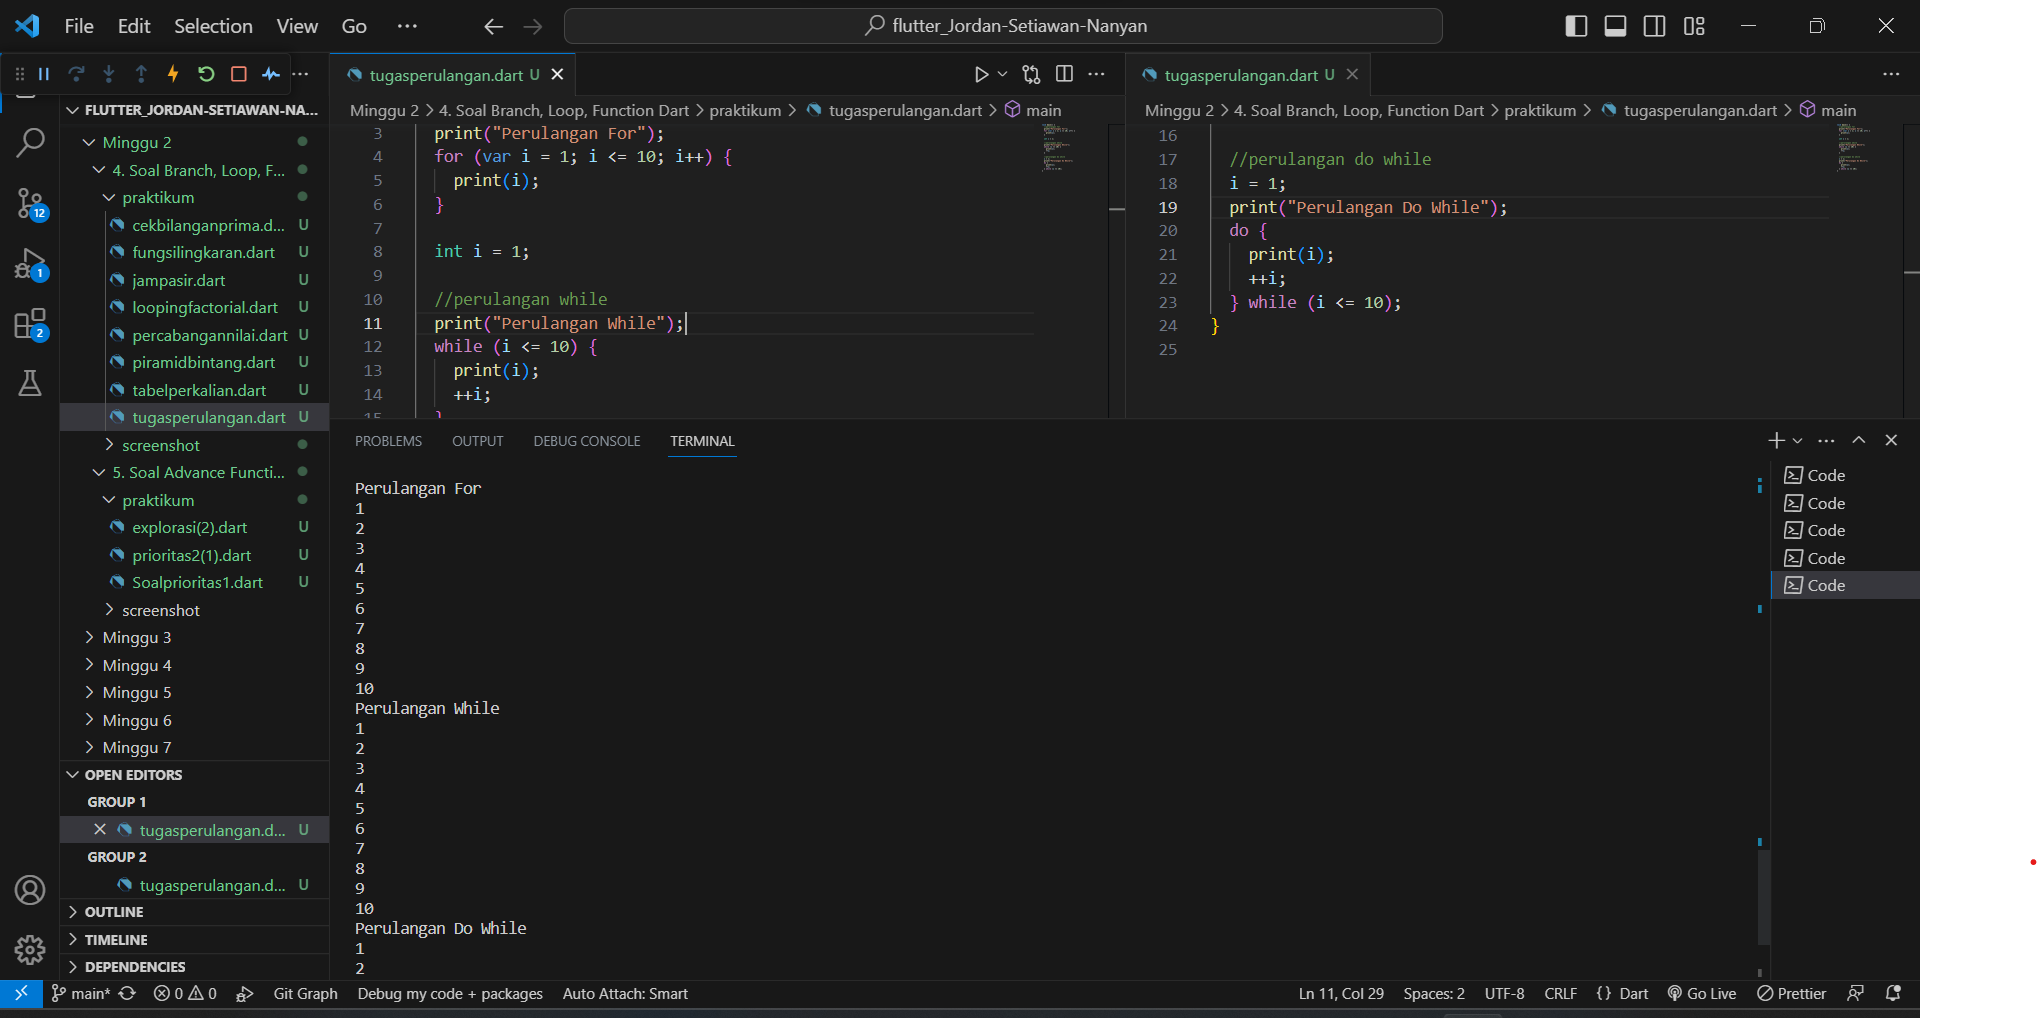 File Edit Selection View Go ··· flutter_Jordan-Setiawan-Nanyan
FLUTTER_JORDAN-SETIAWAN-NA...
Minggu 2
4. Soal Branch, Loop, F...
praktikum
cekbilanganprima.d... U
fungsilingkaran.dart U
jampasir.dart U
loopingfactorial.dart U
percabangannilai.dart U
piramidbintang.dart U
tabelperkalian.dart U
tugasperulangan.dart U
screenshot
5. Soal Advance Functi...
praktikum
explorasi(2).dart U
prioritas2(1).dart U
Soalprioritas1.dart U
screenshot
Minggu 3
Minggu 4
Minggu 5
Minggu 6
Minggu 7
OPEN EDITORS
GROUP 1
tugasperulangan.d... U
GROUP 2
tugasperulangan.d... U
OUTLINE
TIMELINE
DEPENDENCIES
12
1
2
tugasperulangan.dart U
Minggu 2 > 4. Soal Branch, Loop, Function Dart > praktikum > tugasperulangan.dart > main
3 print("Perulangan For");
4 for (var i = 1; i <= 10; i++) {
5 print(i);
6 }
7
8 int i = 1;
9
10 //perulangan while
11 print("Perulangan While");
12 while (i <= 10) {
13 print(i);
14 ++i;
15 }
tugasperulangan.dart U
Minggu 2 > 4. Soal Branch, Loop, Function Dart > praktikum > tugasperulangan.dart > main
16
17 //perulangan do while
18 i = 1;
19 print("Perulangan Do While");
20 do {
21 print(i);
22 ++i;
23 } while (i <= 10);
24 }
25
PROBLEMS OUTPUT DEBUG CONSOLE TERMINAL
Perulangan For
1
2
3
4
5
6
7
8
9
10
Perulangan While
1
2
3
4
5
6
7
8
9
10
Perulangan Do While
1
2
Code
Code
Code
Code
Code
main* 0 0 Git Graph Debug my code + packages Auto Attach: Smart Ln 11, Col 29 Spaces: 2 UTF-8 CRLF {} Dart Go Live Prettier